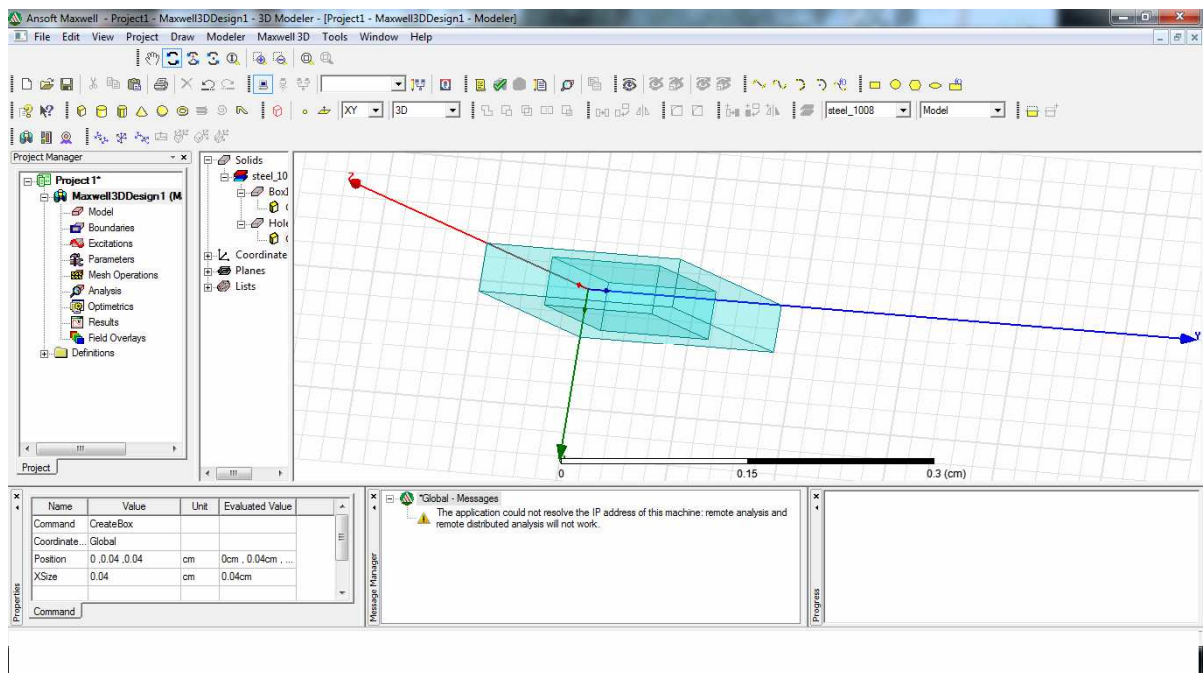 Ansoft Maxwell - Project1 - Maxwell3DDesign1 - 3D Modeler - [Project1 - Maxwell3DDesign1 - Modeler]
File Edit View Project Draw Modeler Maxwell 3D Tools Window Help
XY 3D steel_1008 Model
Project Manager
Project1*
Maxwell3DDesign1 (M
Model
Boundaries
Excitations
Parameters
Mesh Operations
Analysis
Optimetrics
Results
Field Overlays
Definitions
Project
Solids
steel_10
Box1
Hole
Coordinate
Planes
Lists
Z
Y
0 0.15 0.3 (cm)
Properties
Name Value Unit Evaluated Value
Command CreateBox
Coordinate... Global
Position 0 ,0.04 ,0.04 cm 0cm , 0.04cm , ...
XSize 0.04 cm 0.04cm
Command
Message Manager
*Global - Messages
The application could not resolve the IP address of this machine: remote analysis and
remote distributed analysis will not work.
Progress